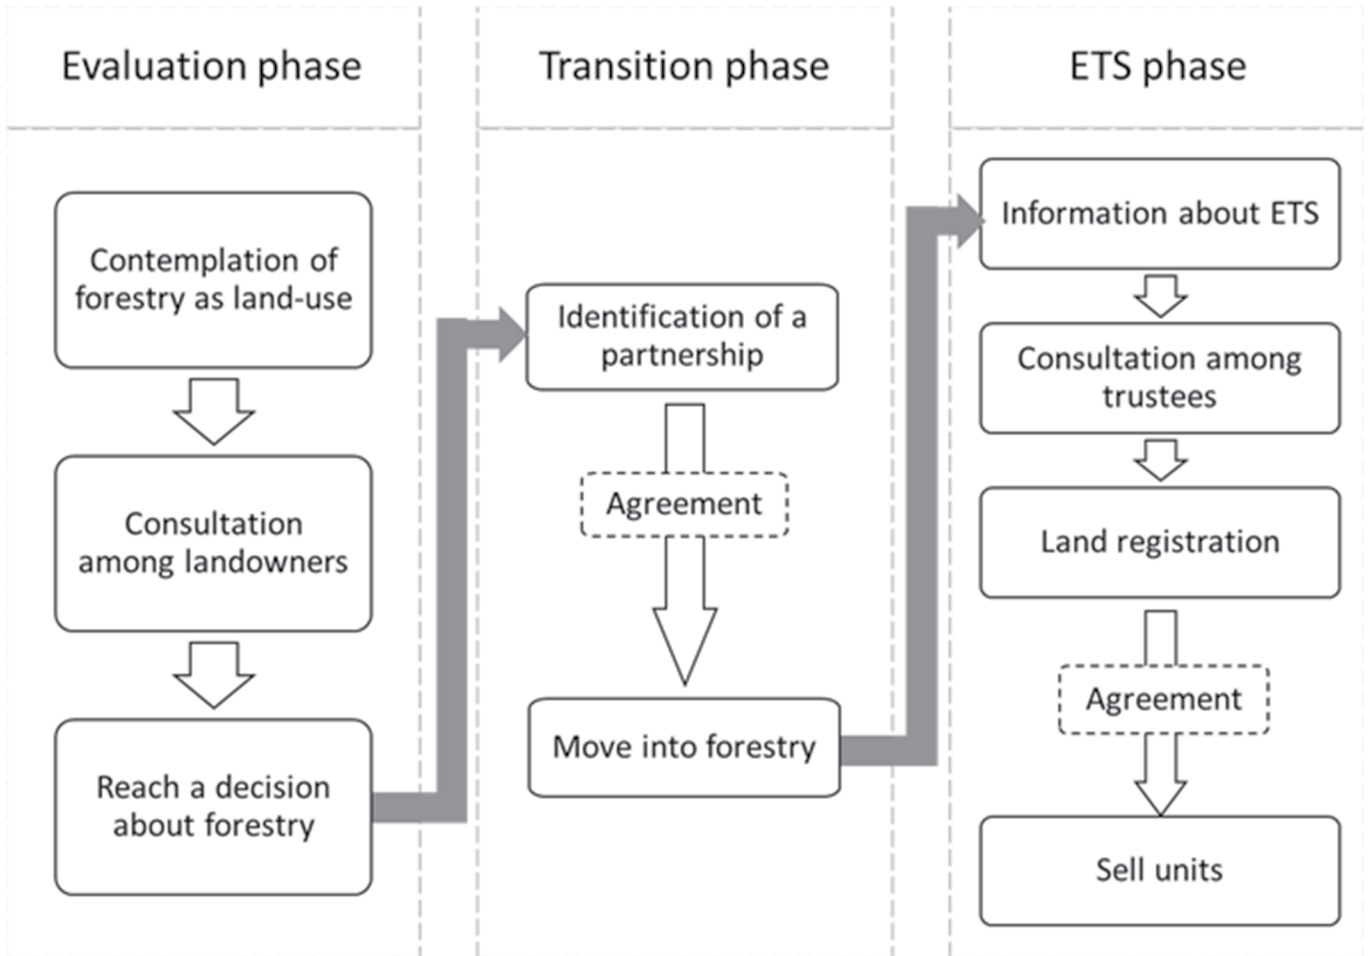 Evaluation phase
Contemplation of
forestry as land-use
Consultation
among landowners
Reach a decision
about forestry
Transition phase
Identification of a
partnership
Agreement
Move into forestry
ETS phase
Information about ETS
Consultation among
trustees
Land registration
Agreement
Sell units